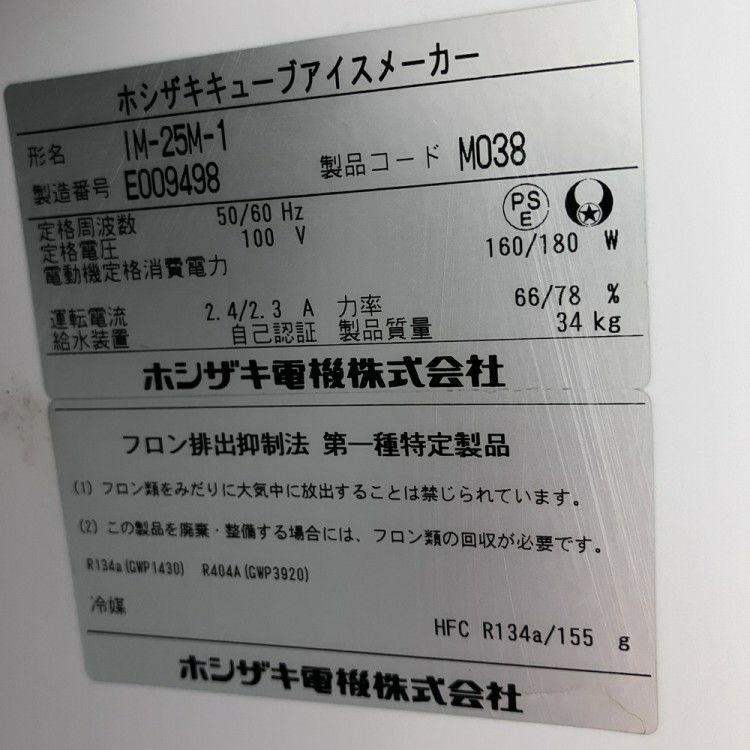 ホシザキキューブアイスメーカー
形名 IM-25M-1
製造番号 E009498 製品コード M038
定格周波数 50/60 Hz
定格電圧 100 V
PS
E
電動機定格消費電力 160/180 W
運転電流 2.4/2.3 A 力率 66/78 %
給水装置 自己認証 製品質量 34 kg
ホシザキ電機株式会社
フロン排出抑制法 第一種特定製品
(1) フロン類をみだりに大気中に放出することは禁じられています。
(2) この製品を廃棄・整備する場合には、フロン類の回収が必要です。
R134a(GWP1430) R404A(GWP3920)
冷媒
HFC R134a/155 g
ホシザキ電機株式会社